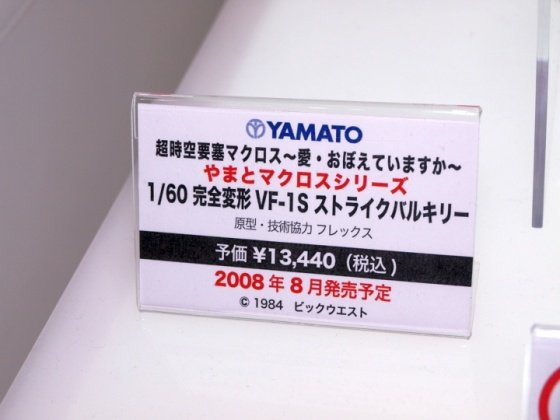 YAMATO
超時空要塞マクロス〜愛・おぼえていますか〜
やまとマクロスシリーズ
1/60 完全変形 VF-1S ストライクバルキリー
原型・技術協力 フレックス
予価 ¥13,440（税込）
2008年8月発売予定
© 1984 ビックウエスト